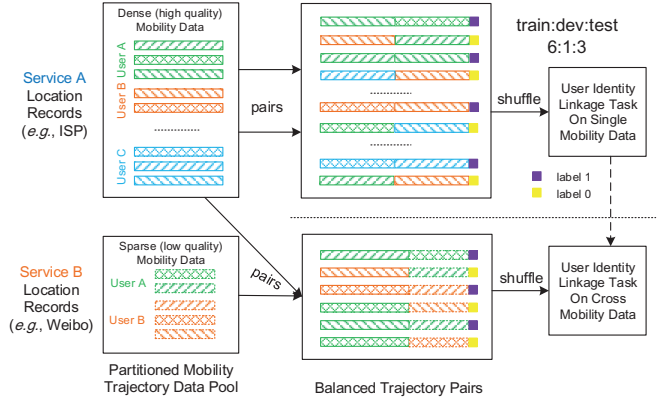 Dense (high quality)
Mobility Data
User A
User B
User C
Service A
Location
Records
(e.g., ISP)
pairs
shuffle
train:dev:test
6:1:3
User Identity
Linkage Task
On Single
Mobility Data
label 1
label 0
Sparse (low quality)
Mobility Data
User A
User B
Service B
Location
Records
(e.g., Weibo)
pairs
shuffle
User Identity
Linkage Task
On Cross
Mobility Data
Partitioned Mobility
Trajectory Data Pool
Balanced Trajectory Pairs